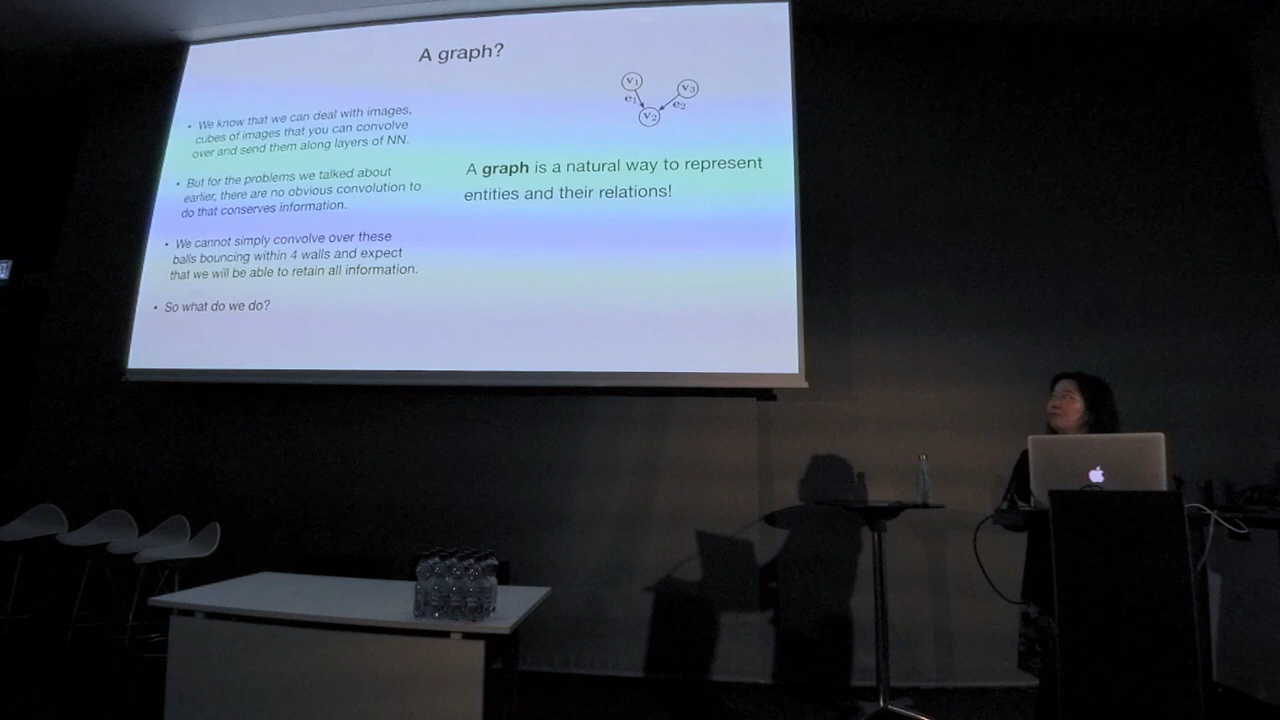 A graph?
• We know that we can deal with images,
cubes of images that you can convolve
over and send them along layers of NN.
• But for the problems we talked about
earlier, there are no obvious convolution to
do that conserves information.
• We cannot simply convolve over these
balls bouncing within 4 walls and expect
that we will be able to retain all information.
• So what do we do?
v₁
v₃
e₁
e₂
v₂
A graph is a natural way to represent
entities and their relations!